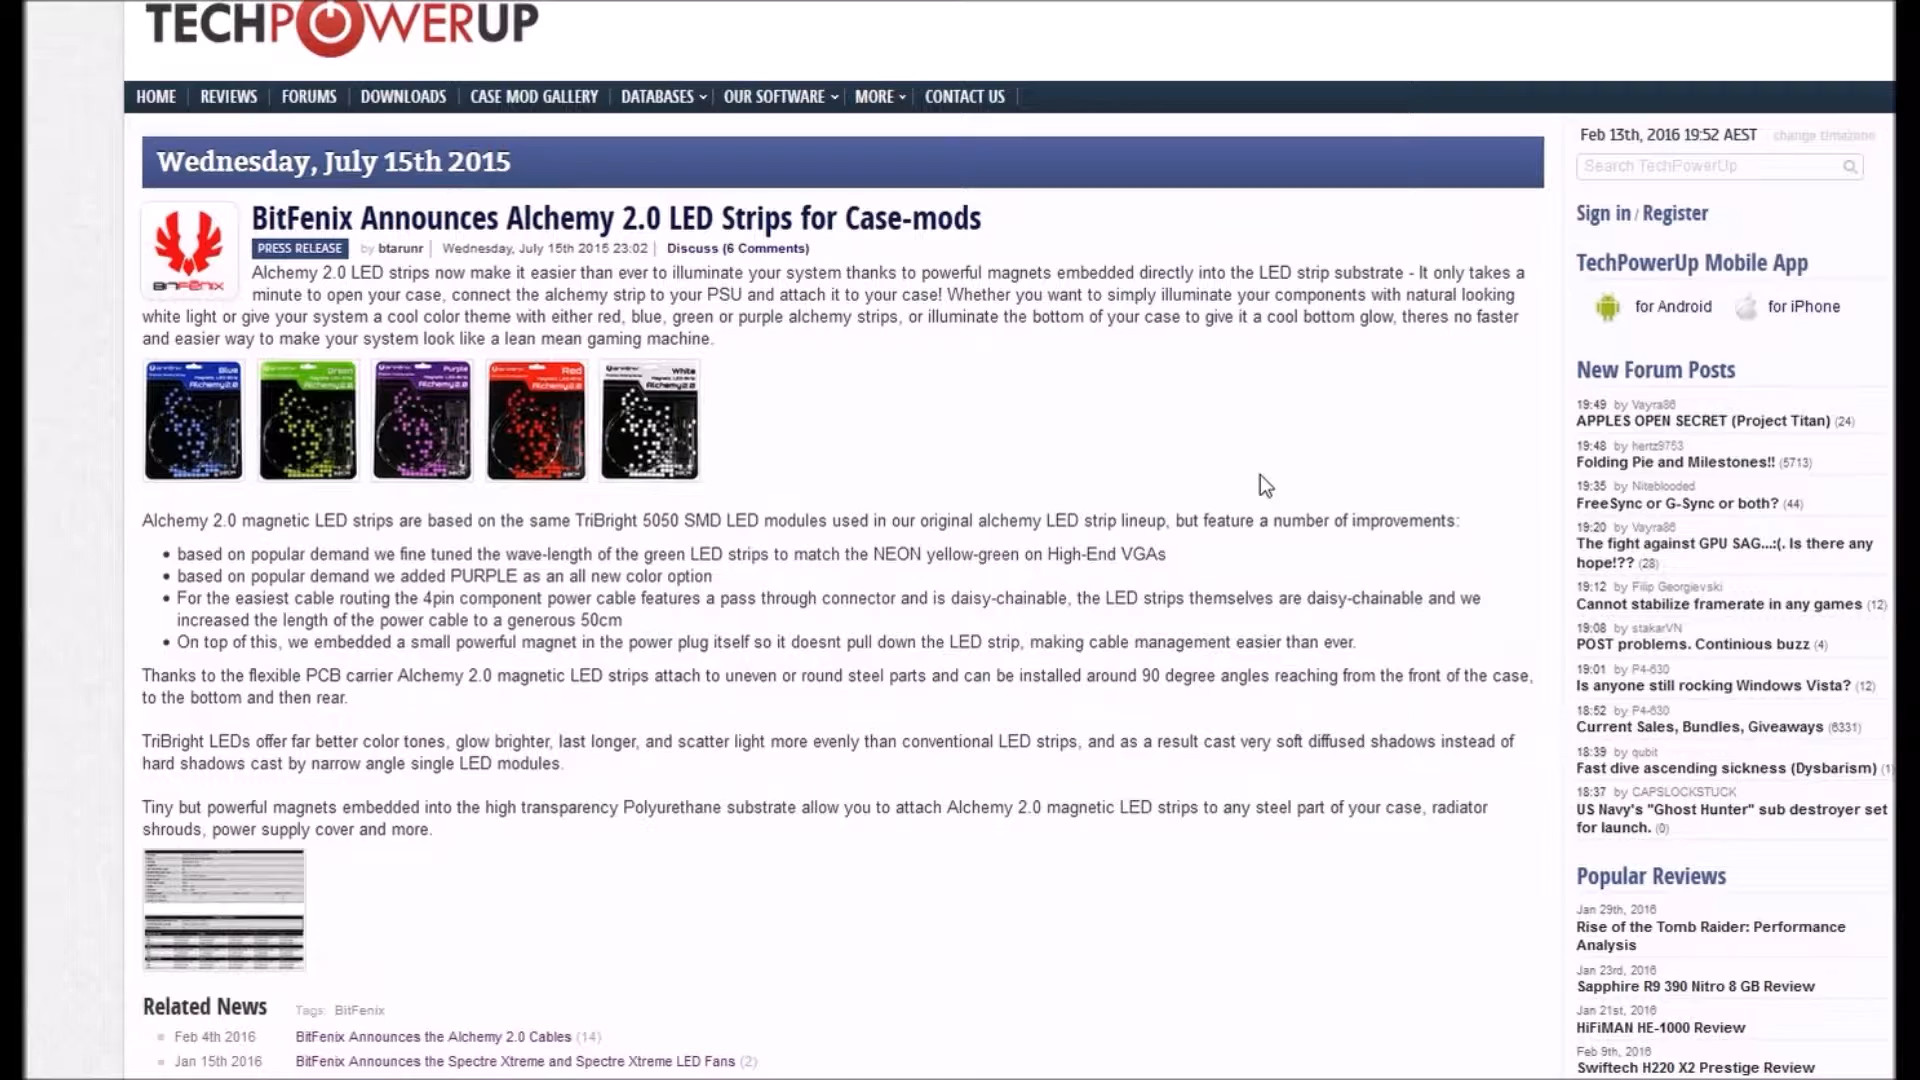 TECHPOWERUP
HOME REVIEWS FORUMS DOWNLOADS CASE MOD GALLERY DATABASES OUR SOFTWARE MORE CONTACT US
Wednesday, July 15th 2015
BitFenix Announces Alchemy 2.0 LED Strips for Case-mods
PRESS RELEASE by btarunr Wednesday, July 15th 2015 23:02 Discuss (6 Comments)
BITFENIX
Alchemy 2.0 LED strips now make it easier than ever to illuminate your system thanks to powerful magnets embedded directly into the LED strip substrate - It only takes a
minute to open your case, connect the alchemy strip to your PSU and attach it to your case! Whether you want to simply illuminate your components with natural looking
white light or give your system a cool color theme with either red, blue, green or purple alchemy strips, or illuminate the bottom of your case to give it a cool bottom glow, theres no faster
and easier way to make your system look like a lean mean gaming machine.
Blue
Alchemy 2.0
Green
Alchemy 2.0
Purple
Alchemy 2.0
Red
Alchemy 2.0
White
Alchemy 2.0
Alchemy 2.0 magnetic LED strips are based on the same TriBright 5050 SMD LED modules used in our original alchemy LED strip lineup, but feature a number of improvements:
• based on popular demand we fine tuned the wave-length of the green LED strips to match the NEON yellow-green on High-End VGAs
• based on popular demand we added PURPLE as an all new color option
• For the easiest cable routing the 4pin component power cable features a pass through connector and is daisy-chainable, the LED strips themselves are daisy-chainable and we
increased the length of the power cable to a generous 50cm
• On top of this, we embedded a small powerful magnet in the power plug itself so it doesnt pull down the LED strip, making cable management easier than ever.
Thanks to the flexible PCB carrier Alchemy 2.0 magnetic LED strips attach to uneven or round steel parts and can be installed around 90 degree angles reaching from the front of the case,
to the bottom and then rear.
TriBright LEDs offer far better color tones, glow brighter, last longer, and scatter light more evenly than conventional LED strips, and as a result cast very soft diffused shadows instead of
hard shadows cast by narrow angle single LED modules.
Tiny but powerful magnets embedded into the high transparency Polyurethane substrate allow you to attach Alchemy 2.0 magnetic LED strips to any steel part of your case, radiator
shrouds, power supply cover and more.
Related News Tags: BitFenix
Feb 4th 2016 BitFenix Announces the Alchemy 2.0 Cables (14)
Jan 15th 2016 BitFenix Announces the Spectre Xtreme and Spectre Xtreme LED Fans (2)
Feb 13th, 2016 19:52 AEST change timezone
Search TechPowerUp
Sign in / Register
TechPowerUp Mobile App
for Android for iPhone
New Forum Posts
19:49 by Vayra86
APPLES OPEN SECRET (Project Titan) (24)
19:48 by hertz9753
Folding Pie and Milestones!! (5713)
19:35 by Niteblooded
FreeSync or G-Sync or both? (44)
19:20 by Vayra86
The fight against GPU SAG...:(. Is there any
hope!?? (28)
19:12 by Filip Georgievski
Cannot stabilize framerate in any games (12)
19:08 by stakarVN
POST problems. Continious buzz (4)
19:01 by P4-630
Is anyone still rocking Windows Vista? (12)
18:52 by P4-630
Current Sales, Bundles, Giveaways (6331)
18:39 by qubit
Fast dive ascending sickness (Dysbarism) (1
18:37 by CAPSLOCKSTUCK
US Navy's "Ghost Hunter" sub destroyer set
for launch. (0)
Popular Reviews
Jan 29th, 2016
Rise of the Tomb Raider: Performance
Analysis
Jan 23rd, 2016
Sapphire R9 390 Nitro 8 GB Review
Jan 21st, 2016
HiFiMAN HE-1000 Review
Feb 9th, 2016
Swiftech H220 X2 Prestige Review